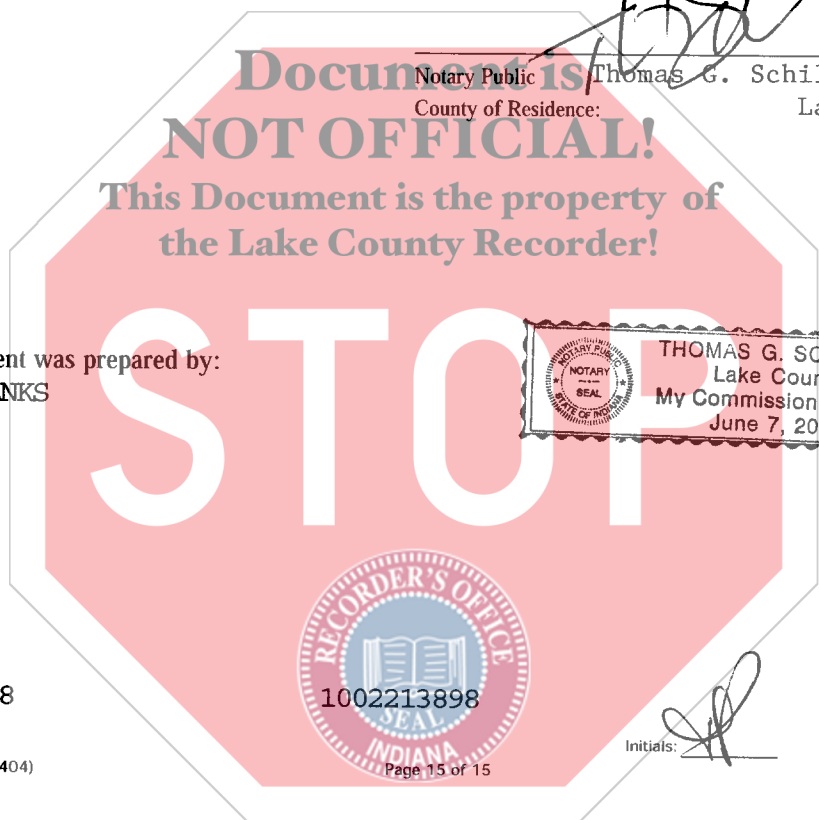 Document is
NOT OFFICIAL!
This Document is the property of
the Lake County Recorder!
Notary Public Thomas G. Schil
County of Residence: La
STOP
ent was prepared by:
NKS
THOMAS G. SC
Lake Coun
My Commission
June 7, 20
NOTARY PUBLIC
NOTARY
SEAL
STATE OF INDIANA
RECORDER'S OFFICE
SEAL
INDIANA
8
1002213898
Initials:
404)
Page 15 of 15